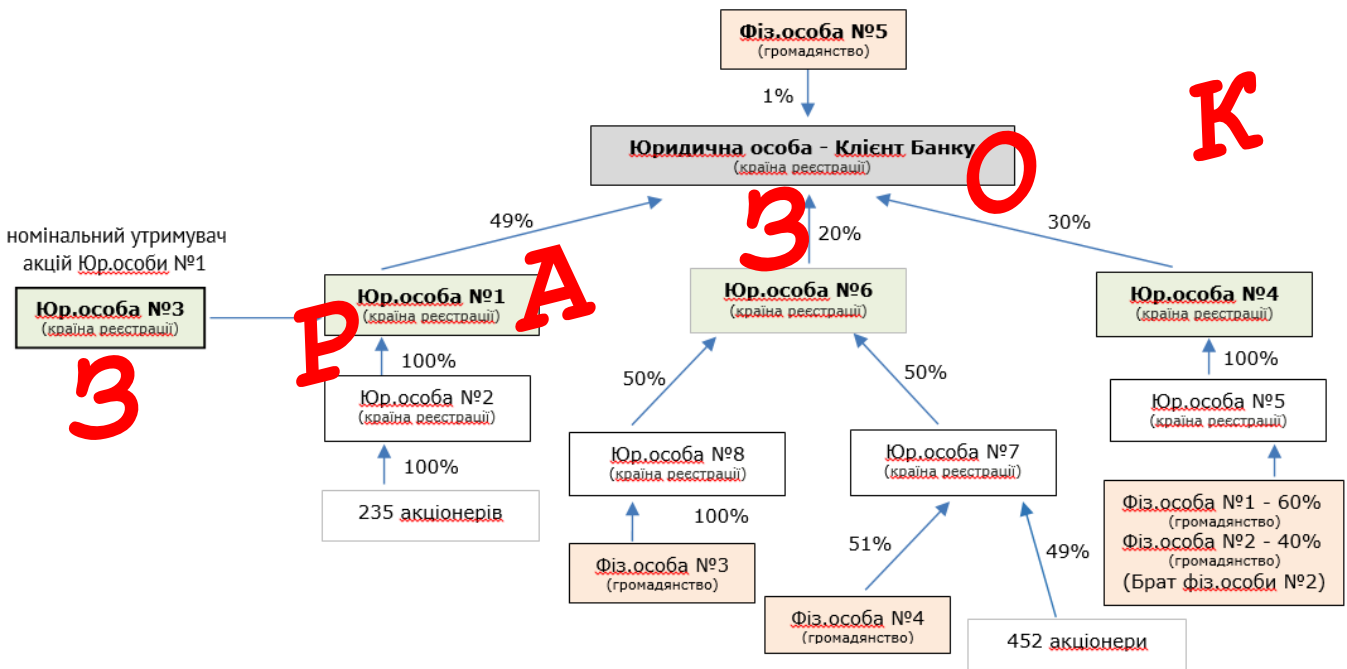 Фіз.особа №5
(громадянство)
1%
Юридична особа - Клієнт Банку
(країна реєстрації)
49%
20%
30%
номінальний утримувач
акцій Юр.особи №1
Юр.особа №3
(країна реєстрації)
Юр.особа №1
(країна реєстрації)
Юр.особа №6
(країна реєстрації)
Юр.особа №4
(країна реєстрації)
З Р А З О К
100%
50%
50%
100%
Юр.особа №2
(країна реєстрації)
Юр.особа №8
(країна реєстрації)
Юр.особа №7
(країна реєстрації)
Юр.особа №5
(країна реєстрації)
100%
235 акціонерів
100%
51%
49%
Фіз.особа №3
(громадянство)
Фіз.особа №4
(громадянство)
452 акціонери
Фіз.особа №1 - 60%
(громадянство)
Фіз.особа №2 - 40%
(громадянство)
(Брат фіз.особи №2)